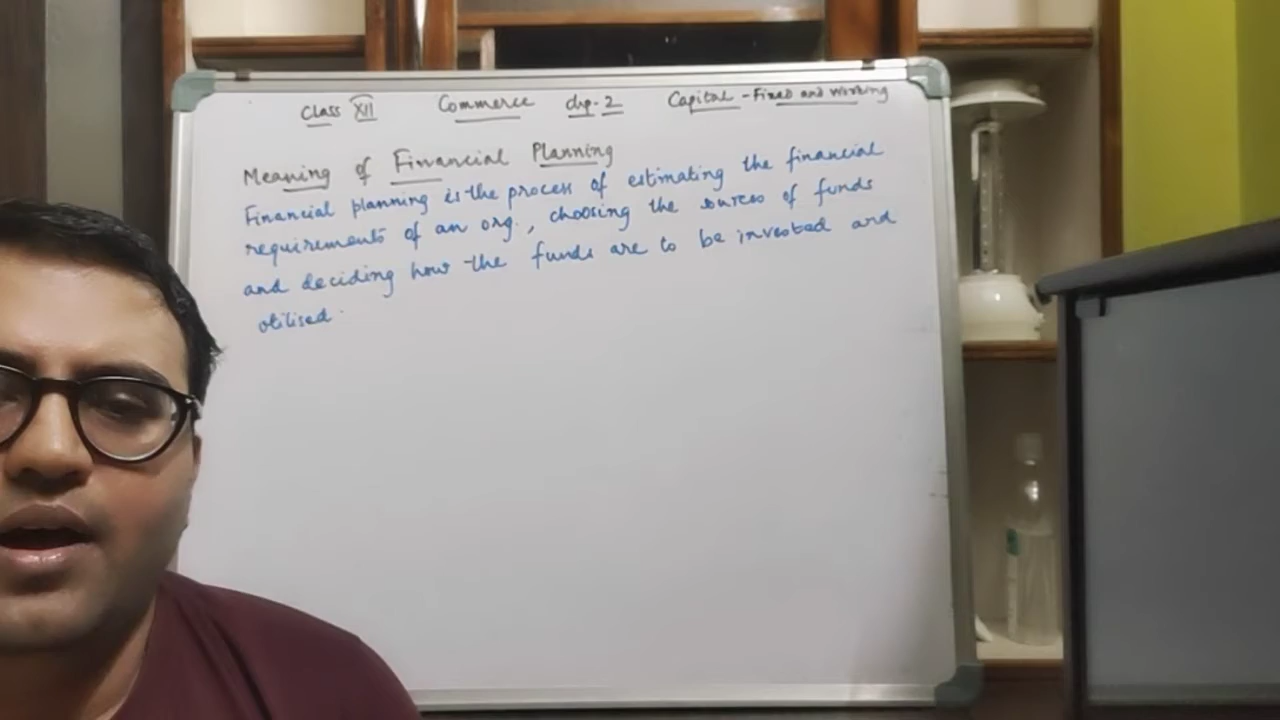 Class XII Commerce chp-2 Capital - Fixed and working
Meaning of Financial Planning
Financial planning is the process of estimating the financial
requirements of an org., choosing the sources of funds
and deciding how the funds are to be invested and
utilised.